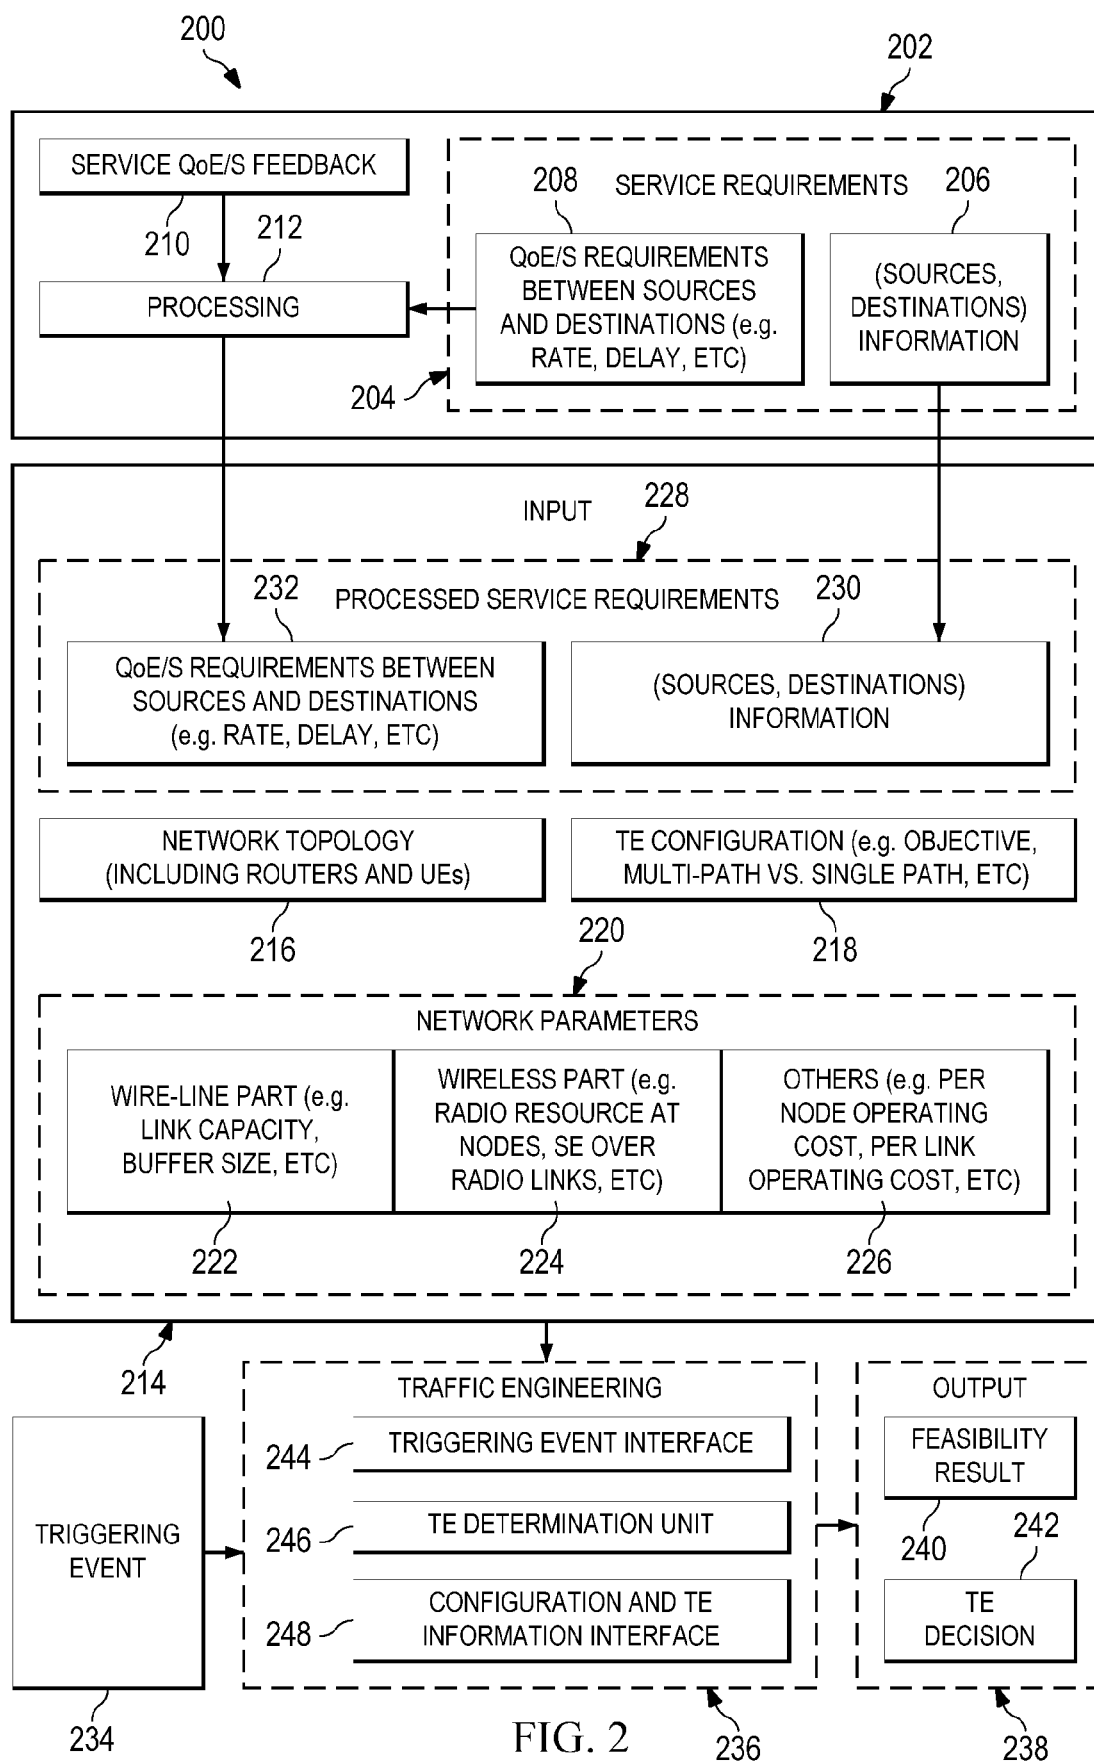 200
202
SERVICE QoE/S FEEDBACK
210
212
PROCESSING
208
SERVICE REQUIREMENTS
206
QoE/S REQUIREMENTS
BETWEEN SOURCES
AND DESTINATIONS (e.g.
RATE, DELAY, ETC)
(SOURCES,
DESTINATIONS)
INFORMATION
204
INPUT
228
232
PROCESSED SERVICE REQUIREMENTS
230
QoE/S REQUIREMENTS BETWEEN
SOURCES AND DESTINATIONS
(e.g. RATE, DELAY, ETC)
(SOURCES, DESTINATIONS)
INFORMATION
NETWORK TOPOLOGY
(INCLUDING ROUTERS AND UEs)
216
TE CONFIGURATION (e.g. OBJECTIVE,
MULTI-PATH VS. SINGLE PATH, ETC)
218
220
NETWORK PARAMETERS
WIRE-LINE PART (e.g.
LINK CAPACITY,
BUFFER SIZE, ETC)
222
WIRELESS PART (e.g.
RADIO RESOURCE AT
NODES, SE OVER
RADIO LINKS, ETC)
224
OTHERS (e.g. PER
NODE OPERATING
COST, PER LINK
OPERATING COST, ETC)
226
214
TRIGGERING
EVENT
234
TRAFFIC ENGINEERING
244
TRIGGERING EVENT INTERFACE
246
TE DETERMINATION UNIT
248
CONFIGURATION AND TE
INFORMATION INTERFACE
236
OUTPUT
FEASIBILITY
RESULT
240
242
TE
DECISION
238
FIG. 2